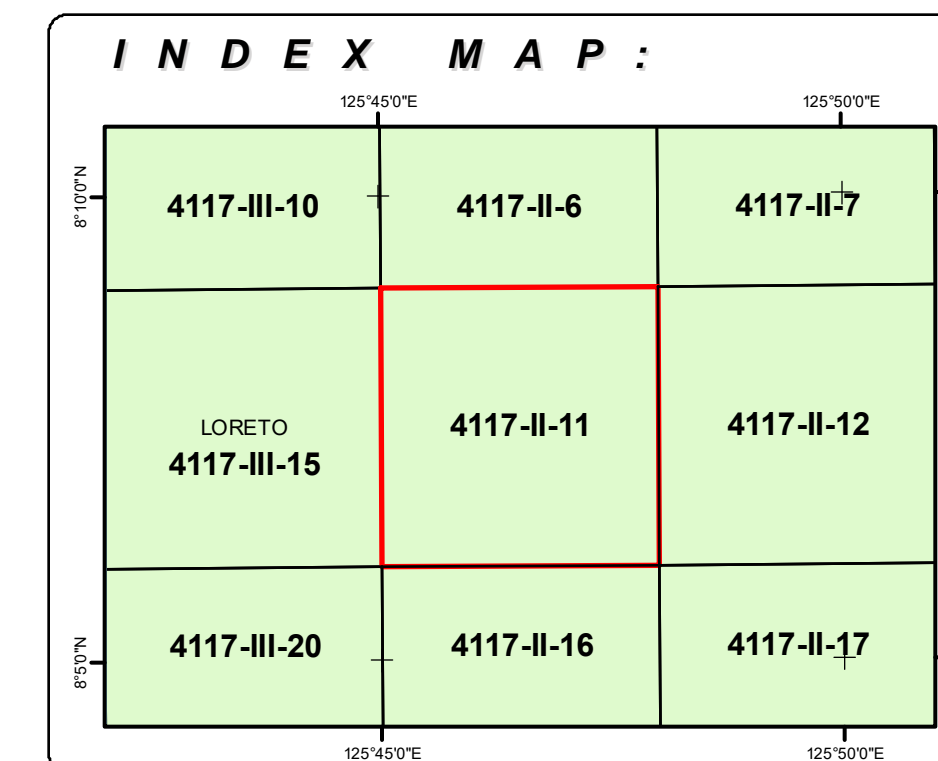 INDEX MAP:
125°45'0"E 125°50'0"E
8°10'0"N
4117-III-10 4117-II-6 4117-II-7
LORETO
4117-III-15 4117-II-11 4117-II-12
8°5'0"N
4117-III-20 4117-II-16 4117-II-17
125°45'0"E 125°50'0"E